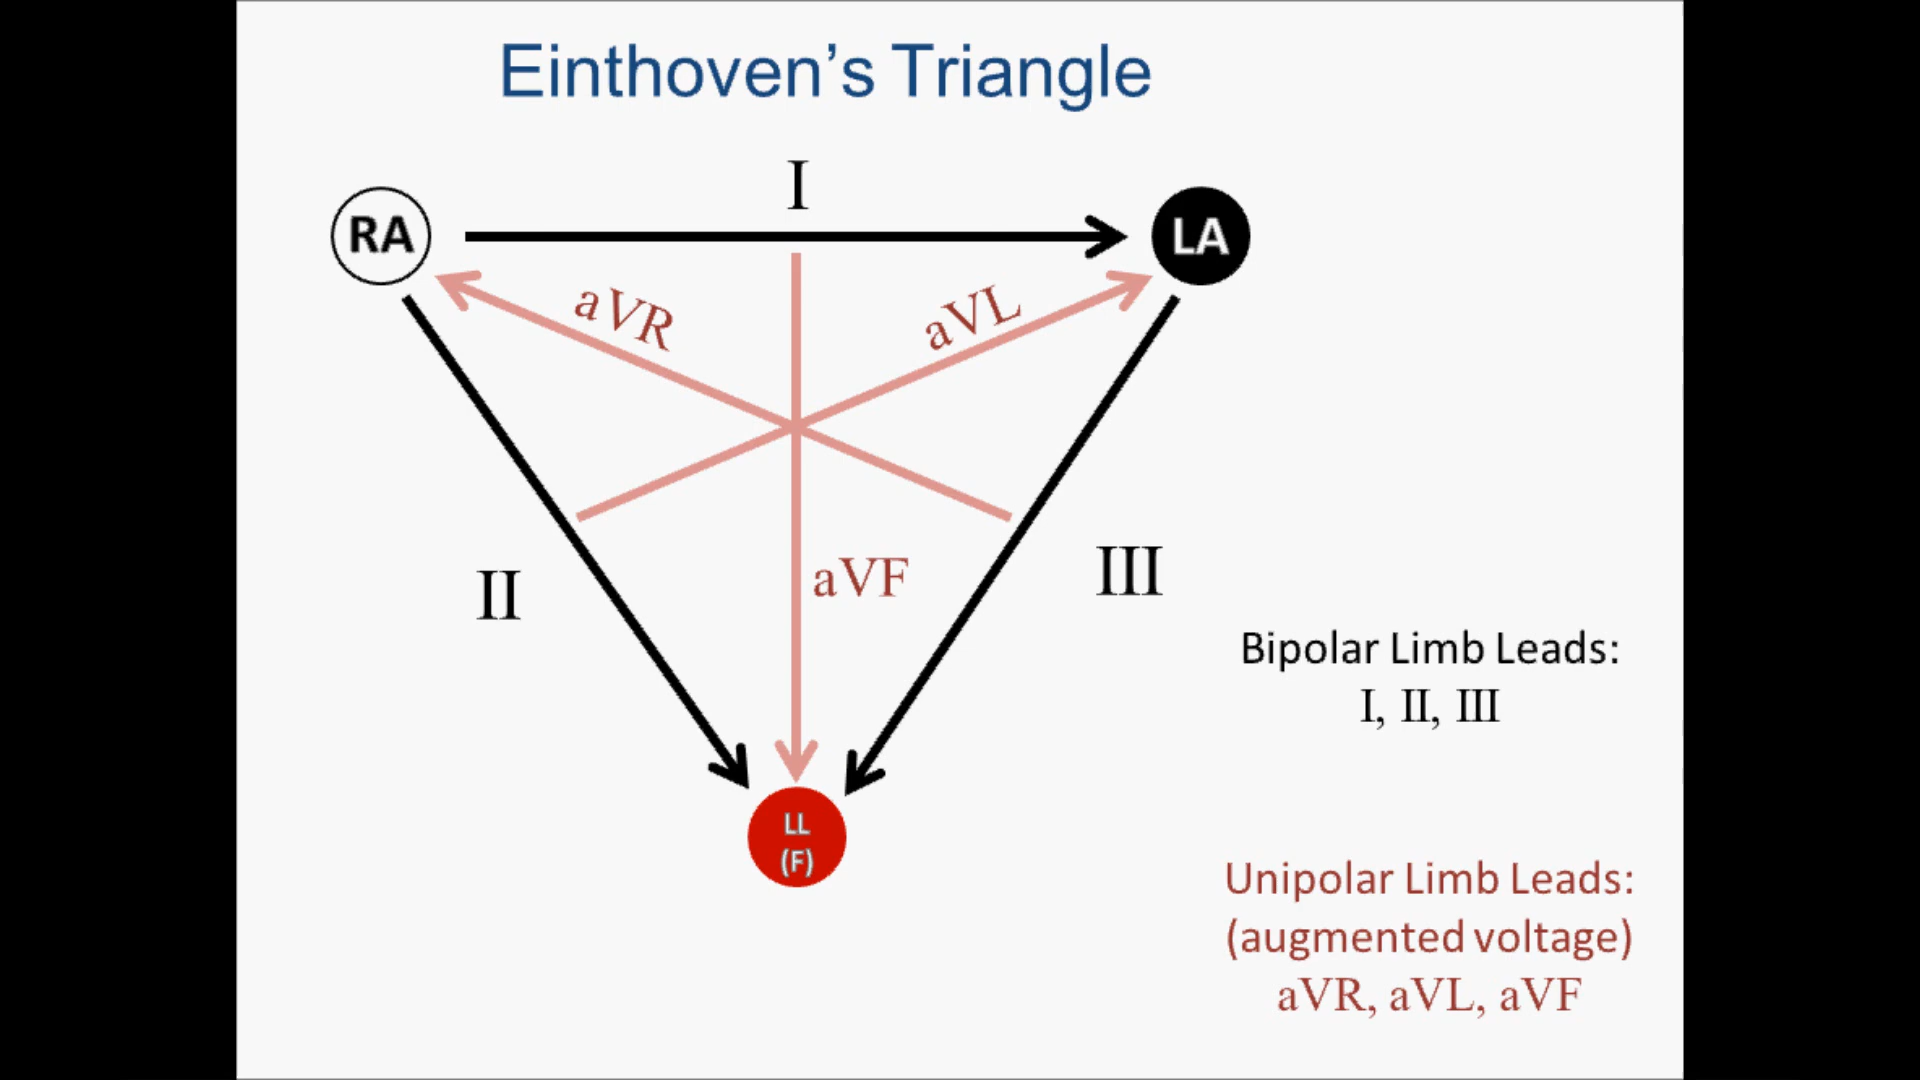 Einthoven’s Triangle
I
RA
LA
aVR
aVL
II
aVF
III
Bipolar Limb Leads:
I, II, III
LL
(F)
Unipolar Limb Leads:
(augmented voltage)
aVR, aVL, aVF